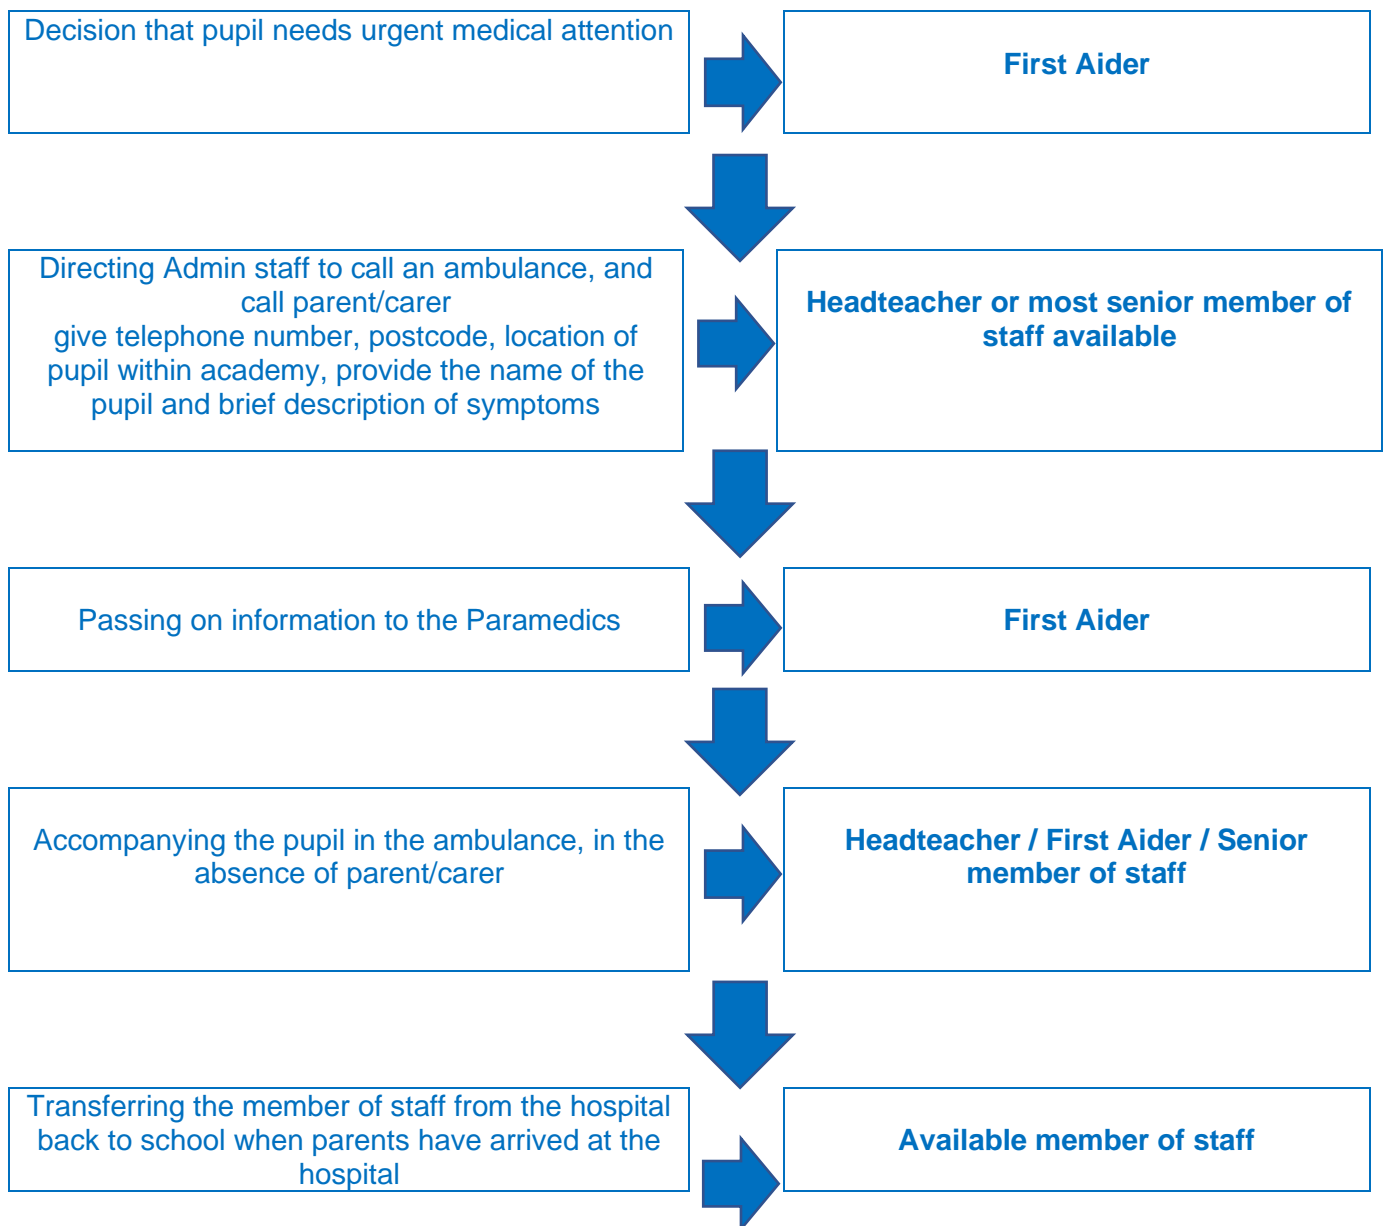 Decision that pupil needs urgent medical attention
First Aider
Directing Admin staff to call an ambulance, and
call parent/carer
give telephone number, postcode, location of
pupil within academy, provide the name of the
pupil and brief description of symptoms
Headteacher or most senior member of
staff available
Passing on information to the Paramedics
First Aider
Accompanying the pupil in the ambulance, in the
absence of parent/carer
Headteacher / First Aider / Senior
member of staff
Transferring the member of staff from the hospital
back to school when parents have arrived at the
hospital
Available member of staff